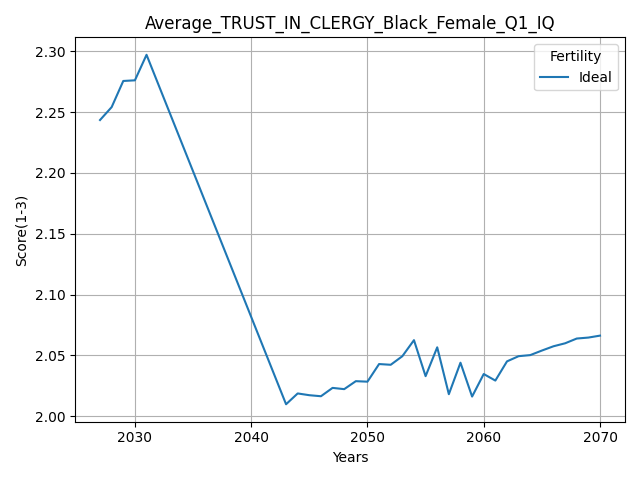 Average_TRUST_IN_CLERGY_Black_Female_Q1_IQ
Fertility
Ideal
Score(1-3)
2.30
2.25
2.20
2.15
2.10
2.05
2.00
2030 2040 2050 2060 2070
Years